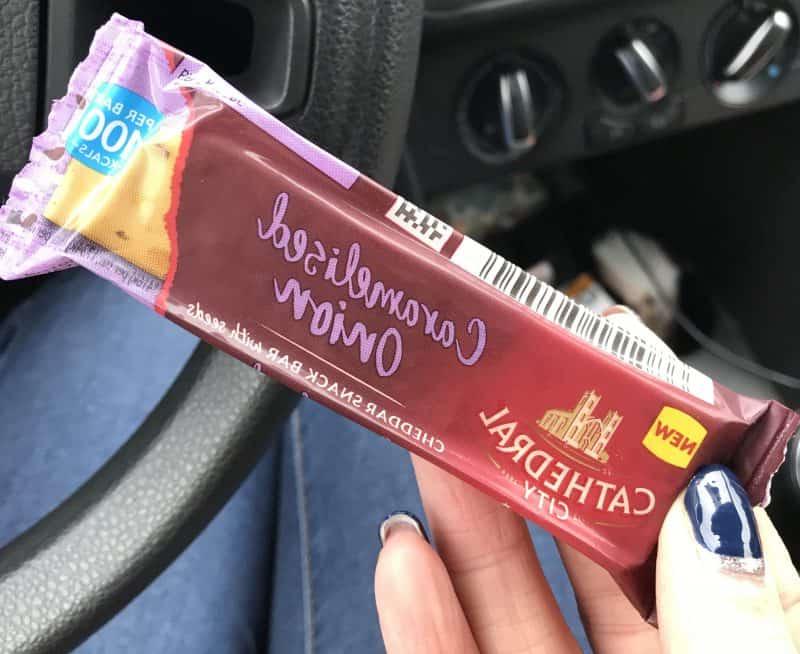 NEW
CATHEDRAL
CITY
Caramelised
Onion
CHEDDAR SNACK BAR with seeds
PER BAR
100
KCALS